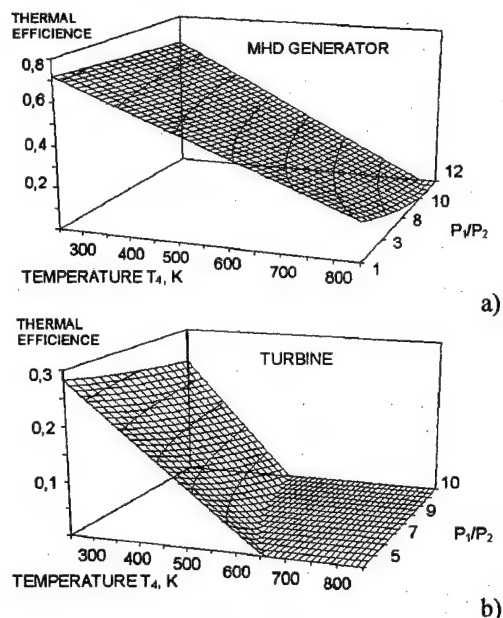 THERMAL
EFFICIENCE
MHD GENERATOR
0,8
0,6
0,4
0,2
12
10
8
3
1
P₁/P₂
300 400 500 600 700 800
TEMPERATURE T₄, K
a)
THERMAL
EFFICIENCE
TURBINE
0,3
0,2
0,1
10
9
7
5
P₁/P₂
300 400 500 600 700 800
TEMPERATURE T₄, K
b)